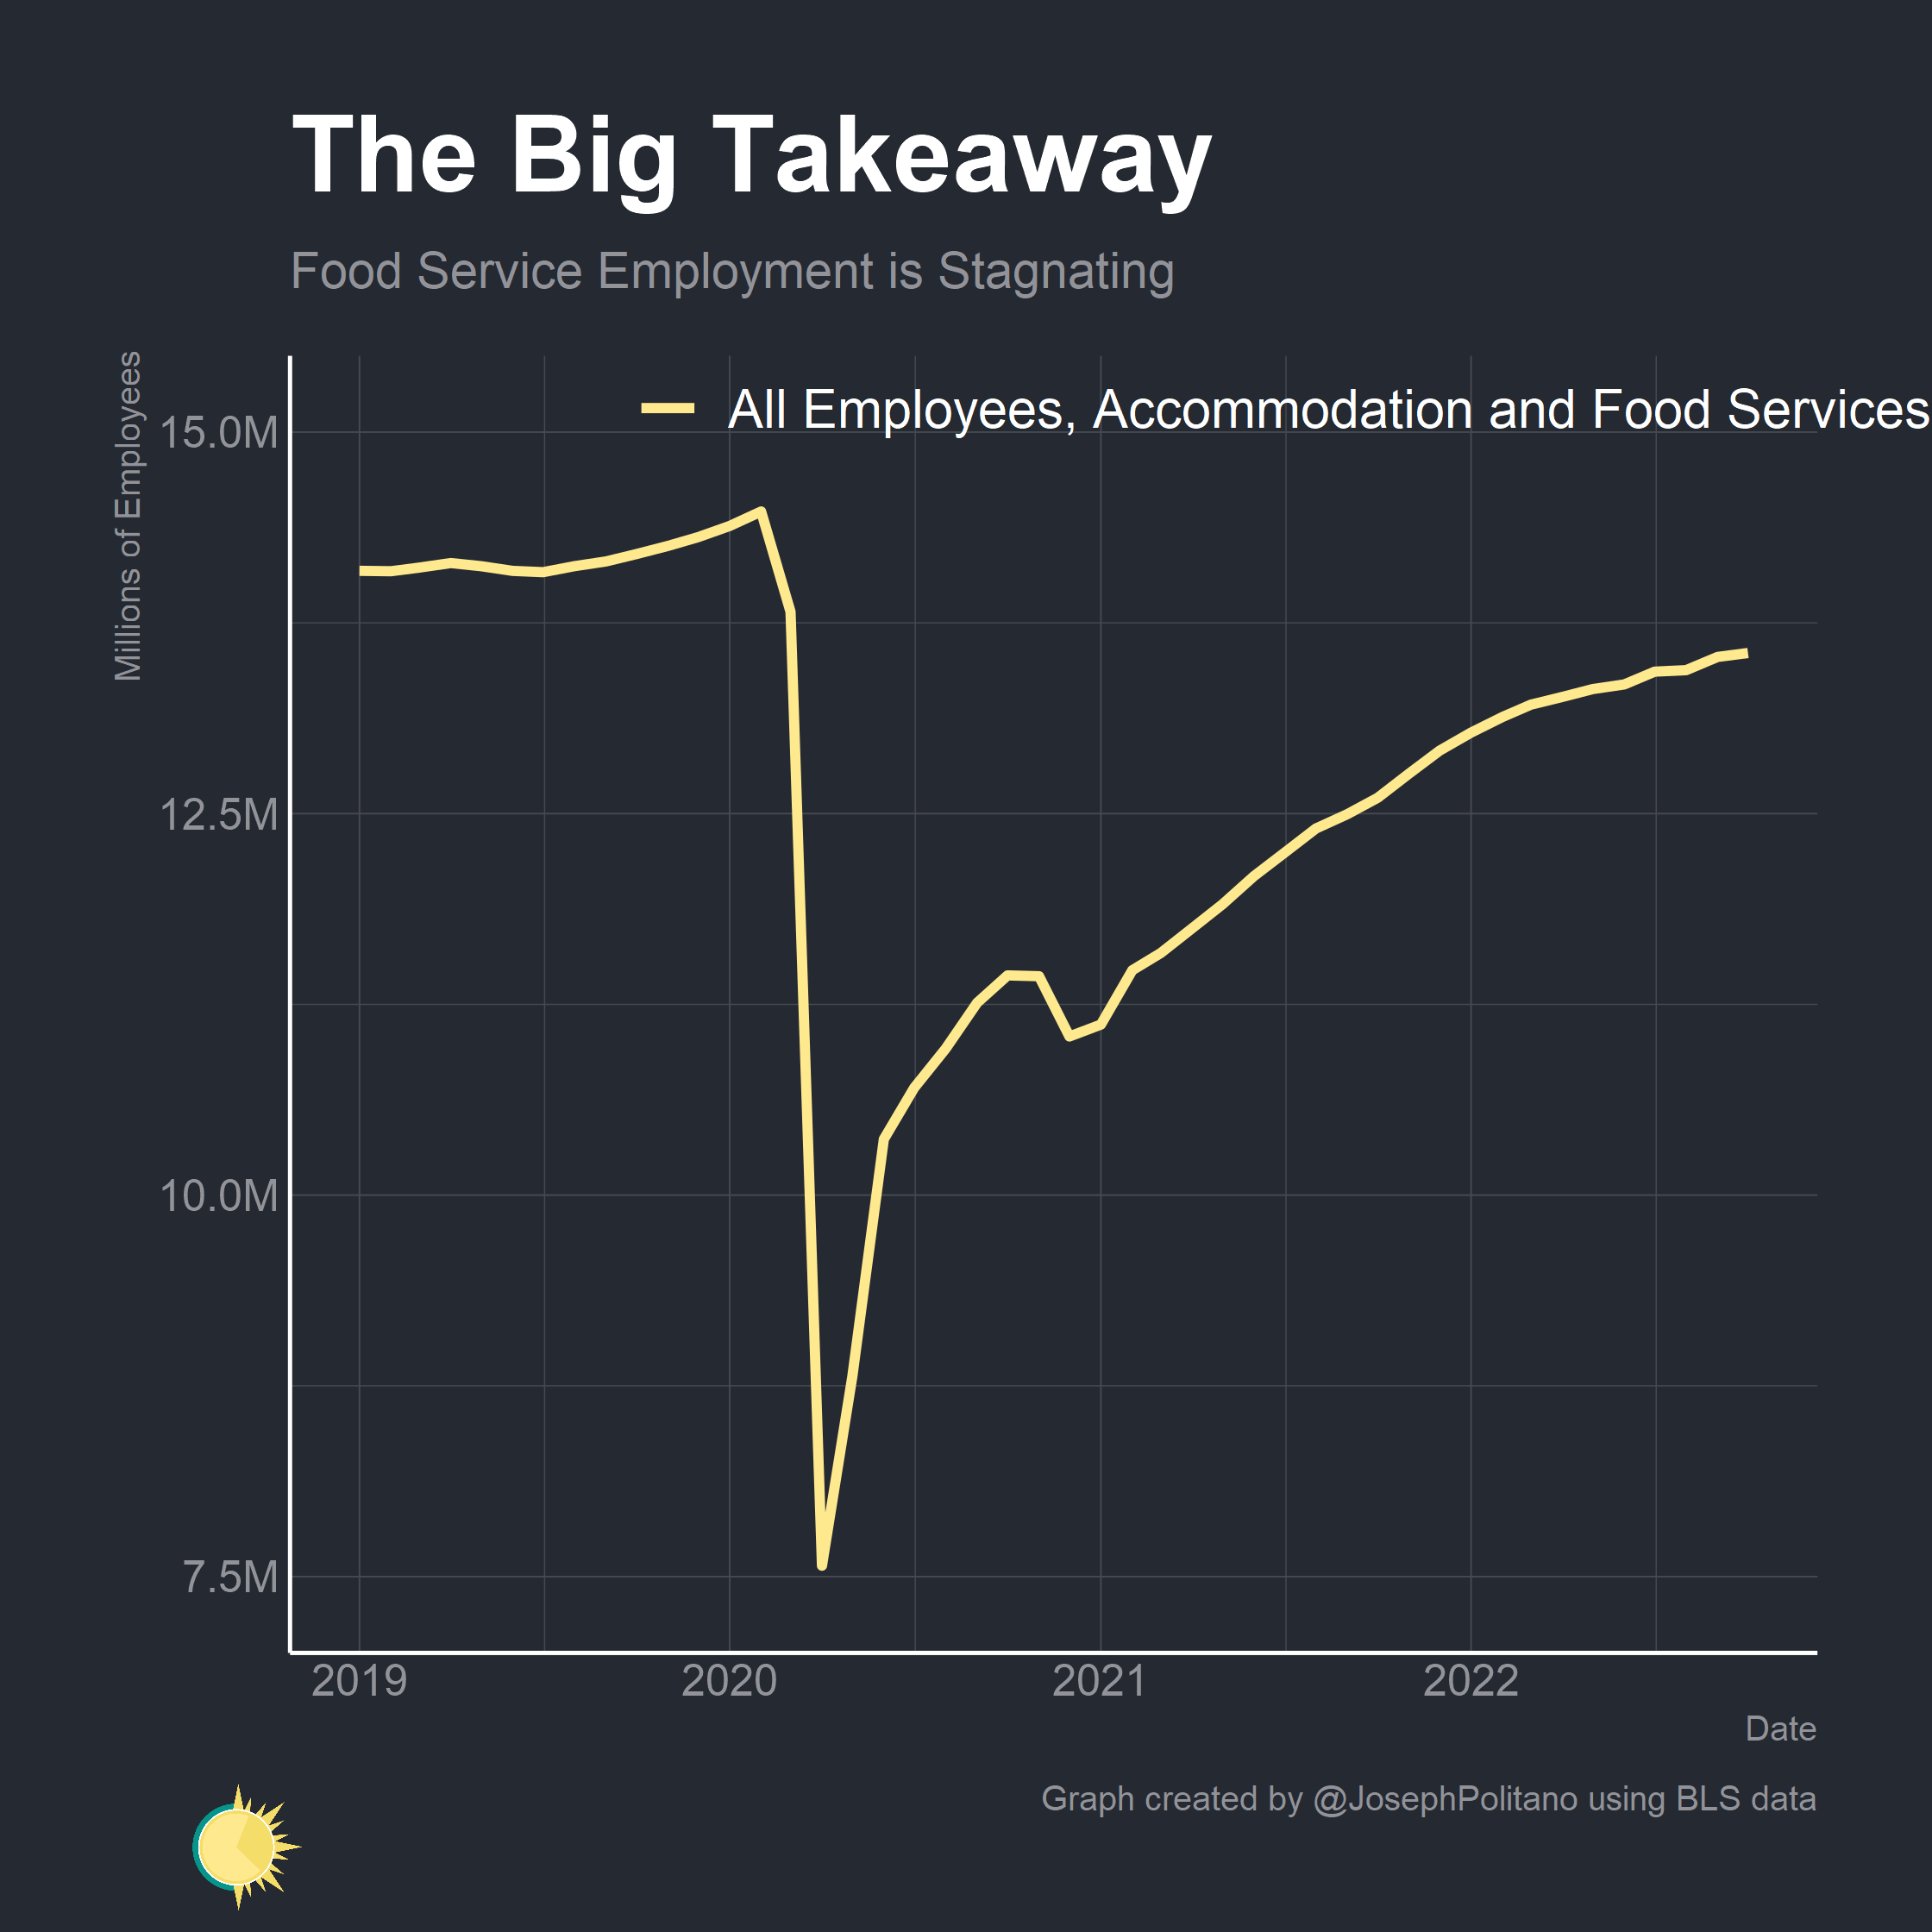 The Big Takeaway
Food Service Employment is Stagnating
Millions of Employees
All Employees, Accommodation and Food Services
15.0M
12.5M
10.0M
7.5M
2019
2020
2021
2022
Date
Graph created by @JosephPolitano using BLS data